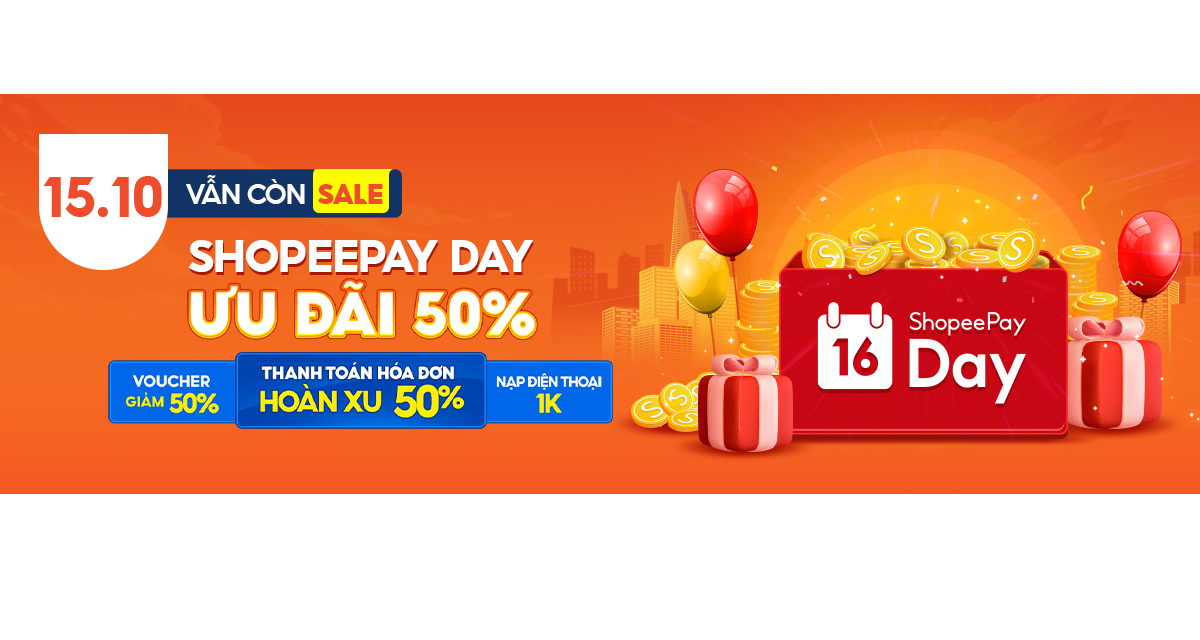 15.10
VẪN CÒN SALE
SHOPEEPAY DAY
ƯU ĐÃI 50%
VOUCHER
GIẢM 50%
THANH TOÁN HÓA ĐƠN
HOÀN XU 50%
NẠP ĐIỆN THOẠI
1K
16
ShopeePay
Day